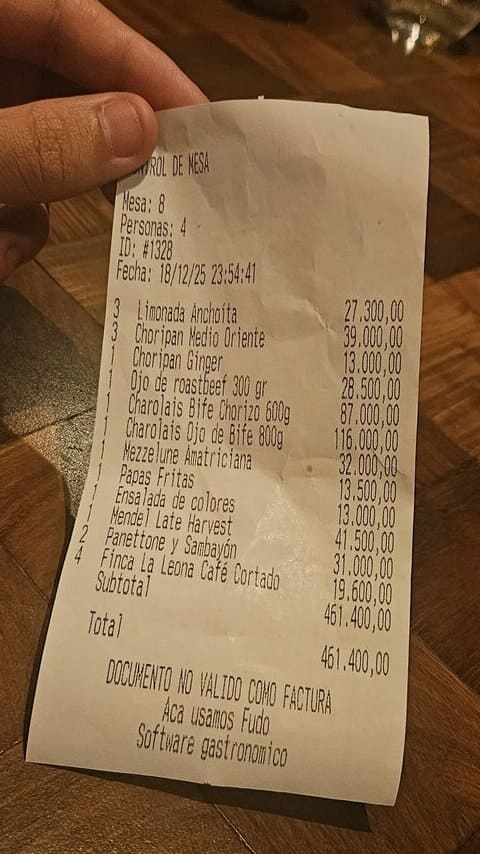 CONTROL DE MESA
Mesa: 8
Personas: 4
ID: #1328
Fecha: 18/12/25 23:54:41
3 Limonada Anchoita 27.300,00
3 Choripan Medio Oriente 39.000,00
1 Choripan Ginger 13.000,00
1 Ojo de roastbeef 300 gr 28.500,00
1 Charolais Bife Chorizo 600g 87.000,00
1 Charolais Ojo de Bife 800g 116.000,00
1 Mezzelune Amatriciana 32.000,00
1 Papas Fritas 13.500,00
1 Ensalada de colores 13.000,00
1 Mendel Late Harvest 41.500,00
2 Panettone y Sambayón 31.000,00
4 Finca La Leona Café Cortado 19.600,00
Subtotal 461.400,00
Total 461.400,00
DOCUMENTO NO VALIDO COMO FACTURA
Aca usamos Fudo
Software gastronomico